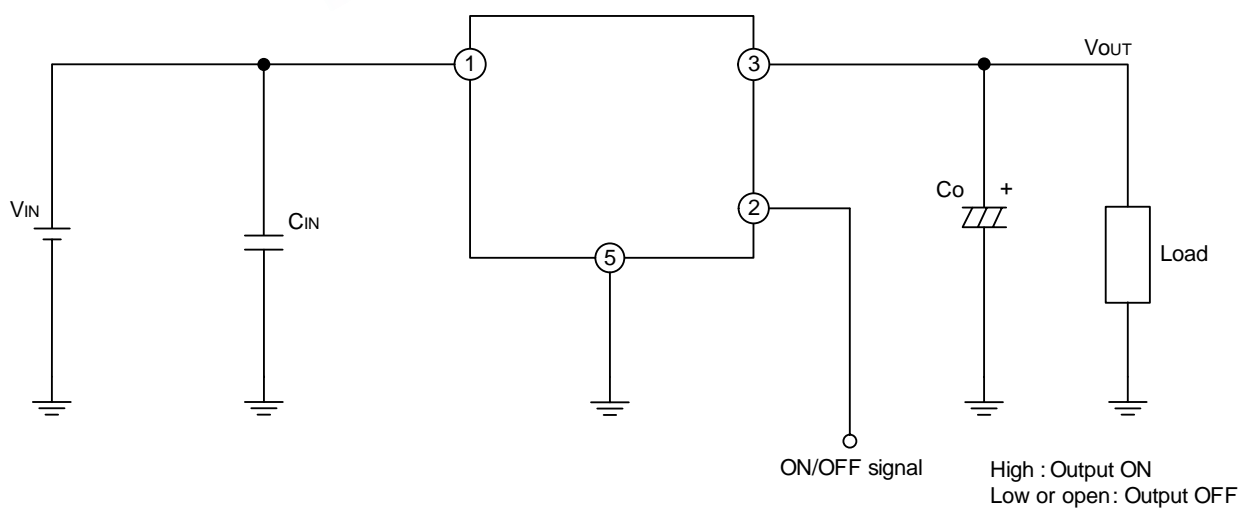 1
3
VOUT
VIN
CIN
2
Co +
5
Load
ON/OFF signal
High : Output ON
Low or open : Output OFF